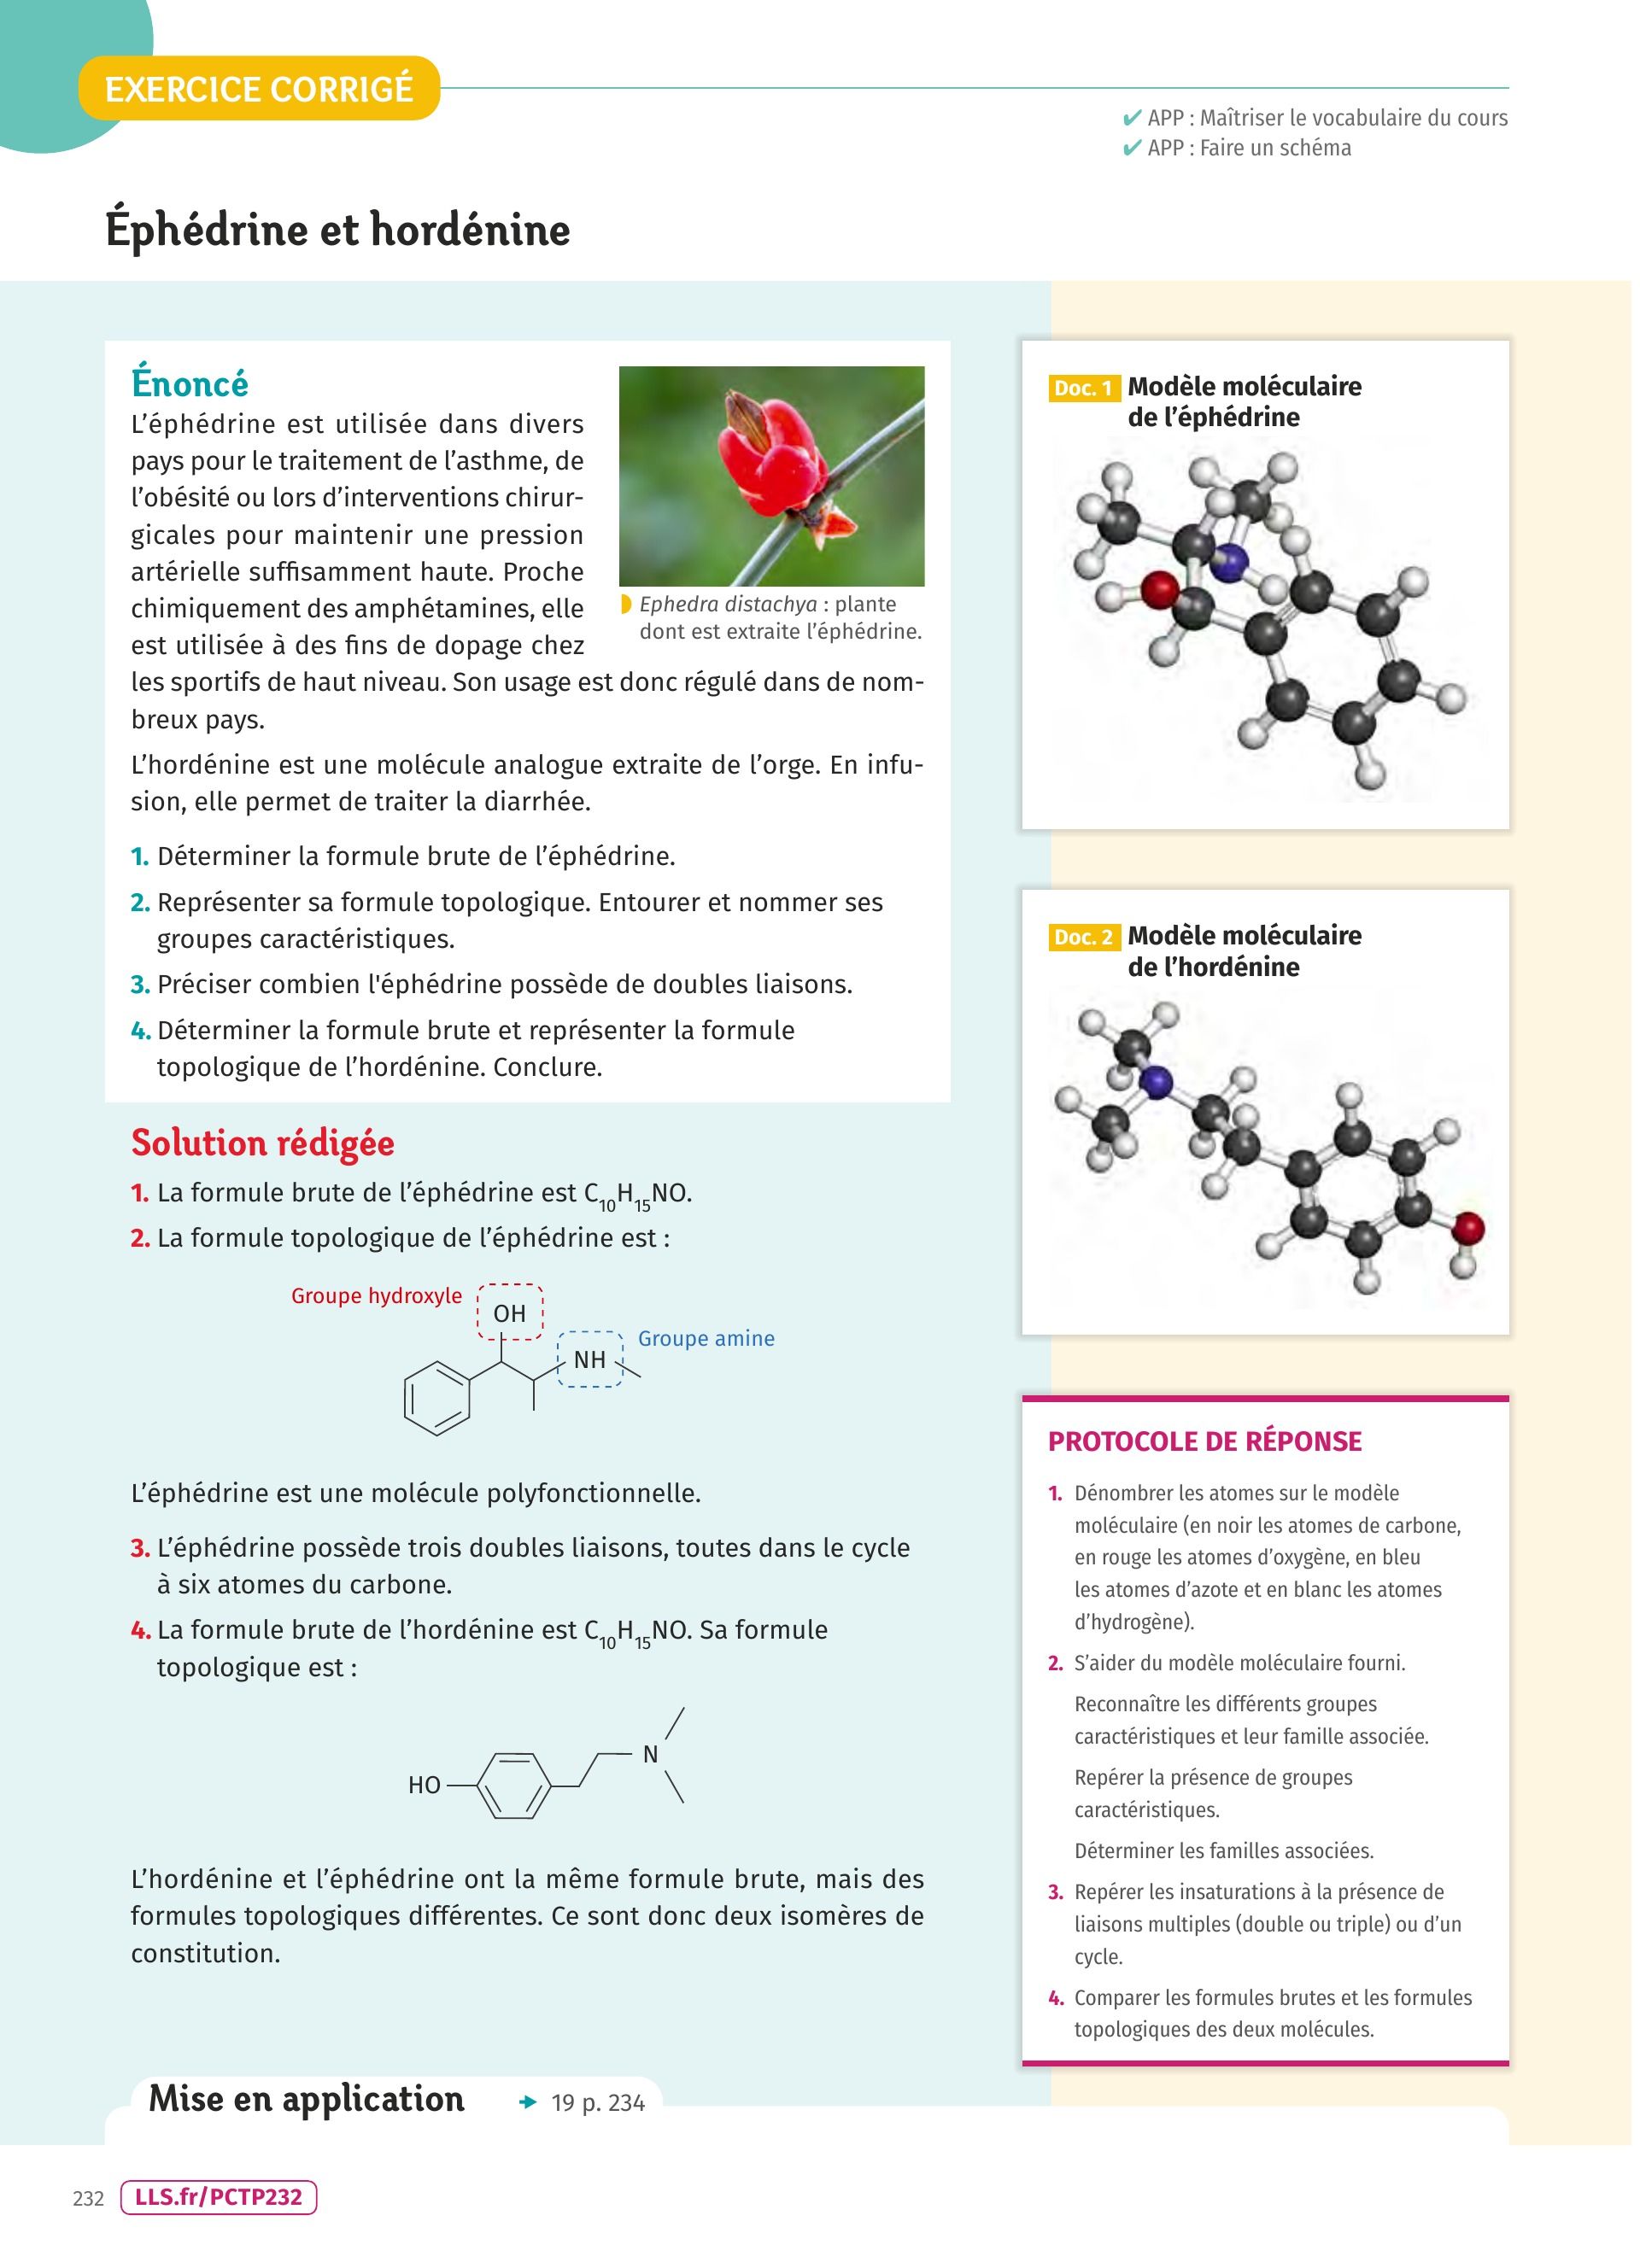 EXERCICE CORRIGÉ
✔ APP : Maîtriser le vocabulaire du cours
✔ APP : Faire un schéma
Éphédrine et hordénine
Énoncé
L’éphédrine est utilisée dans divers
pays pour le traitement de l’asthme, de
l’obésité ou lors d’interventions chirur-
gicales pour maintenir une pression
artérielle suffisamment haute. Proche
chimiquement des amphétamines, elle
est utilisée à des fins de dopage chez
les sportifs de haut niveau. Son usage est donc régulé dans de nom-
breux pays.
Ephedra distachya : plante
dont est extraite l’éphédrine.
L’hordénine est une molécule analogue extraite de l’orge. En infu-
sion, elle permet de traiter la diarrhée.
1. Déterminer la formule brute de l’éphédrine.
2. Représenter sa formule topologique. Entourer et nommer ses
groupes caractéristiques.
3. Préciser combien l'éphédrine possède de doubles liaisons.
4. Déterminer la formule brute et représenter la formule
topologique de l’hordénine. Conclure.
Solution rédigée
1. La formule brute de l’éphédrine est C₁₀H₁₅NO.
2. La formule topologique de l’éphédrine est :
Groupe hydroxyle
OH
Groupe amine
NH
L’éphédrine est une molécule polyfonctionnelle.
3. L’éphédrine possède trois doubles liaisons, toutes dans le cycle
à six atomes du carbone.
4. La formule brute de l’hordénine est C₁₀H₁₅NO. Sa formule
topologique est :
N
HO
L’hordénine et l’éphédrine ont la même formule brute, mais des
formules topologiques différentes. Ce sont donc deux isomères de
constitution.
Doc. 1 Modèle moléculaire
de l’éphédrine
Doc. 2 Modèle moléculaire
de l’hordénine
PROTOCOLE DE RÉPONSE
1. Dénombrer les atomes sur le modèle
moléculaire (en noir les atomes de carbone,
en rouge les atomes d’oxygène, en bleu
les atomes d’azote et en blanc les atomes
d’hydrogène).
2. S’aider du modèle moléculaire fourni.
Reconnaître les différents groupes
caractéristiques et leur famille associée.
Repérer la présence de groupes
caractéristiques.
Déterminer les familles associées.
3. Repérer les insaturations à la présence de
liaisons multiples (double ou triple) ou d’un
cycle.
4. Comparer les formules brutes et les formules
topologiques des deux molécules.
Mise en application
19 p. 234
232
LLS.fr/PCTP232